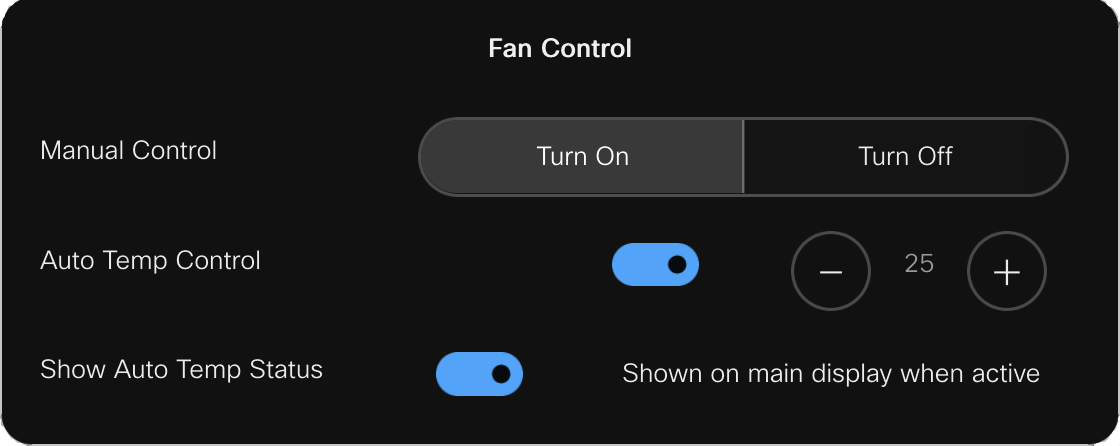 Fan Control
Manual Control Turn On Turn Off
Auto Temp Control − 25 +
Show Auto Temp Status Shown on main display when active